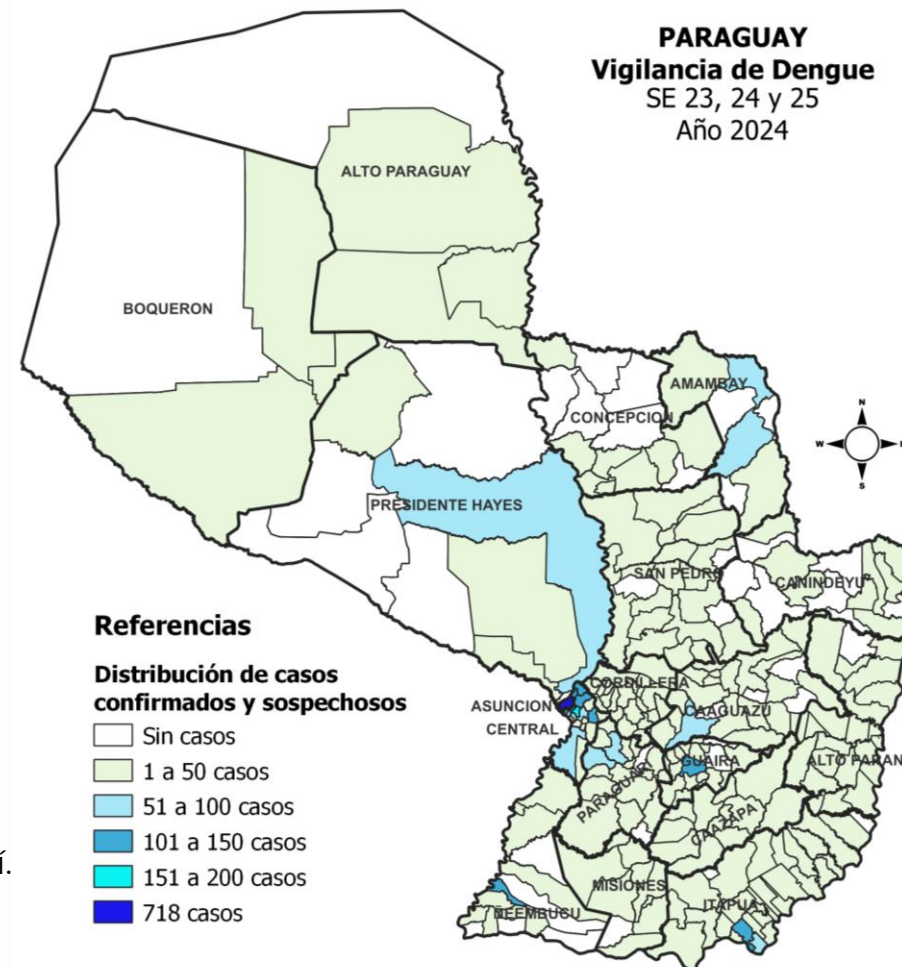 PARAGUAY
Vigilancia de Dengue
SE 23, 24 y 25
Año 2024
ALTO PARAGUAY
BOQUERON
AMAMBAY
CONCEPCION
N
W
E
S
PRESIDENTE HAYES
SAN PEDRO
CANINDEYU
Referencias
Distribución de casos
confirmados y sospechosos
Sin casos
1 a 50 casos
51 a 100 casos
101 a 150 casos
151 a 200 casos
718 casos
CORDILLERA
ASUNCION
CENTRAL
CAAGUAZU
GUAIRA
ALTO PARAN
PARAGUARI
CAAZAPA
MISIONES
ITAPUA
ÑEEMBUCU
í.